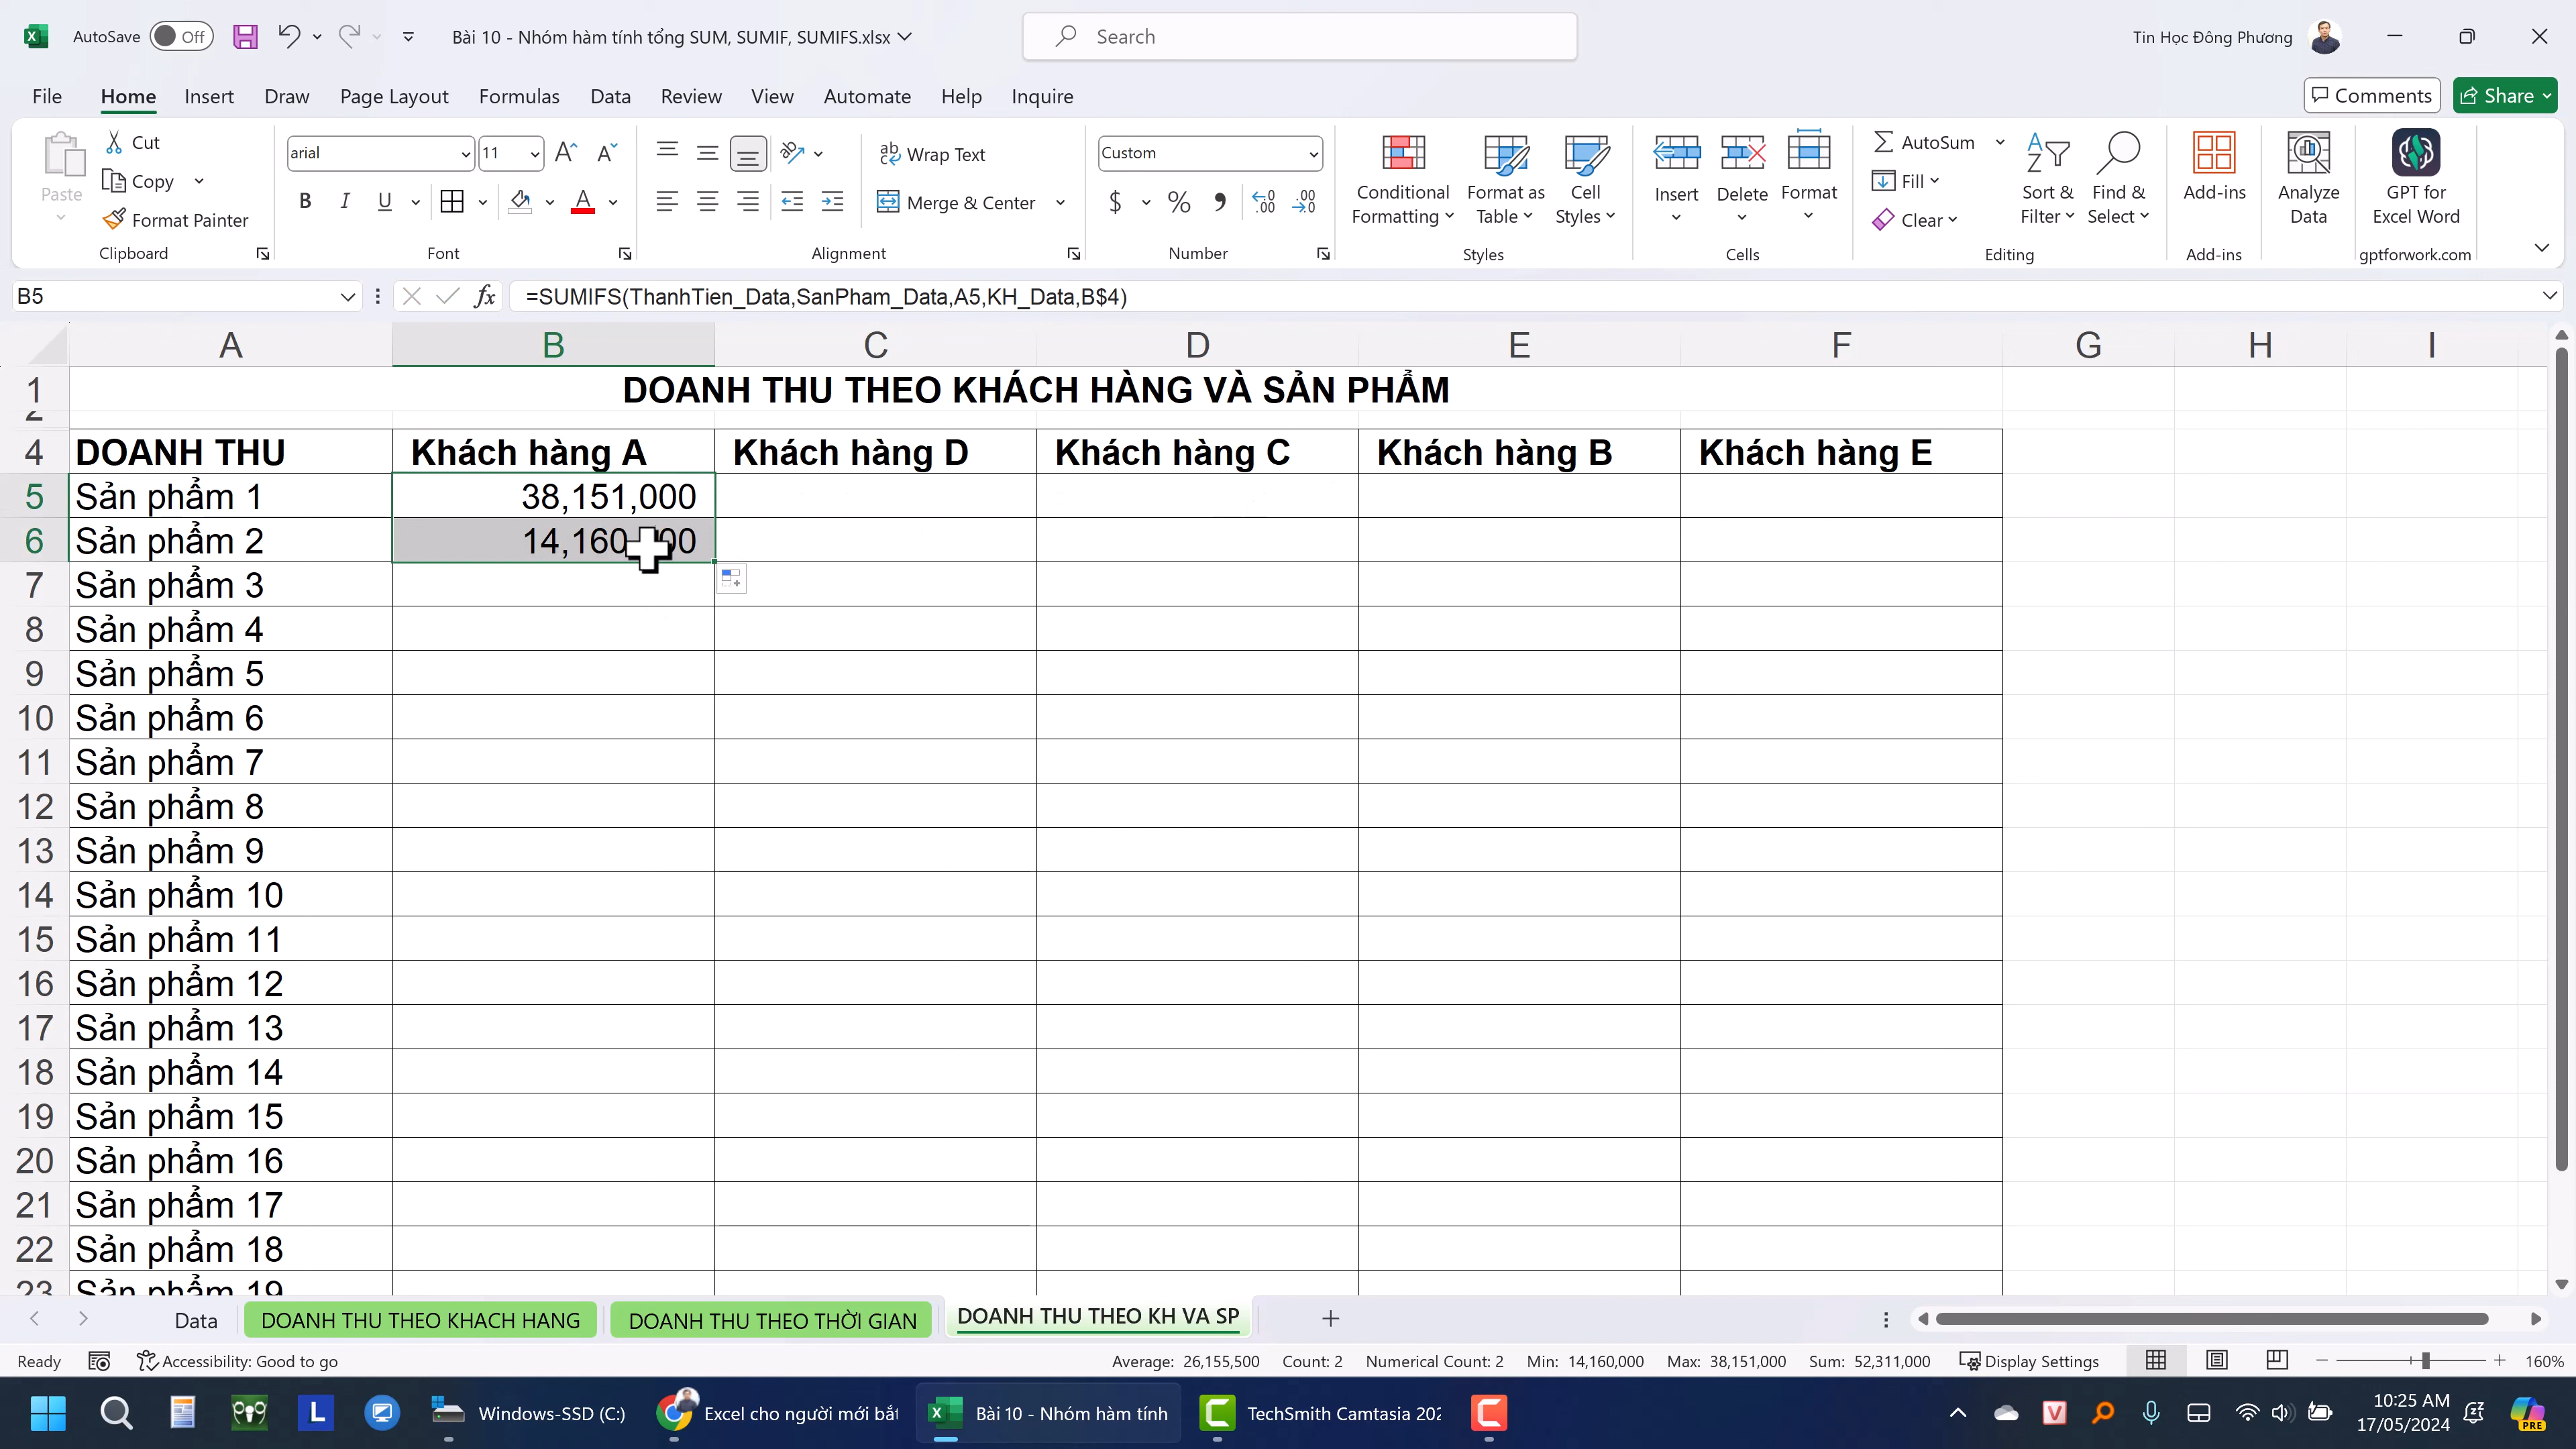 AutoSave Off Bài 10 - Nhóm hàm tính tổng SUM, SUMIF, SUMIFS.xlsx Search Tin Học Đông Phương
File Home Insert Draw Page Layout Formulas Data Review View Automate Help Inquire Comments Share
Paste Cut Copy Format Painter Clipboard
arial 11 B I U Font
Wrap Text Merge & Center Alignment
Custom $ % Number
Conditional Formatting Format as Table Cell Styles Styles
Insert Delete Format Cells
AutoSum Fill Clear Sort & Filter Find & Select Editing
Add-ins Add-ins
Analyze Data
GPT for Excel Word gptforwork.com
B5 fx =SUMIFS(ThanhTien_Data,SanPham_Data,A5,KH_Data,B$4)
A B C D E F G H I
1 DOANH THU THEO KHÁCH HÀNG VÀ SẢN PHẨM
2
4 DOANH THU Khách hàng A Khách hàng D Khách hàng C Khách hàng B Khách hàng E
5 Sản phẩm 1 38,151,000
6 Sản phẩm 2
7 Sản phẩm 3
8 Sản phẩm 4
9 Sản phẩm 5
10 Sản phẩm 6
11 Sản phẩm 7
12 Sản phẩm 8
13 Sản phẩm 9
14 Sản phẩm 10
15 Sản phẩm 11
16 Sản phẩm 12
17 Sản phẩm 13
18 Sản phẩm 14
19 Sản phẩm 15
20 Sản phẩm 16
21 Sản phẩm 17
22 Sản phẩm 18
23 Sản phẩm 19
Data DOANH THU THEO KHACH HANG DOANH THU THEO THỜI GIAN DOANH THU THEO KH VA SP
Ready Accessibility: Good to go Average: 26,155,500 Count: 2 Numerical Count: 2 Min: 14,160,000 Max: 38,151,000 Sum: 52,311,000 Display Settings 160%
Windows-SSD (C:) Excel cho người mới Bài 10 - Nhóm hàm tính TechSmith Camtasia 10:25 AM
17/05/2024
PRE